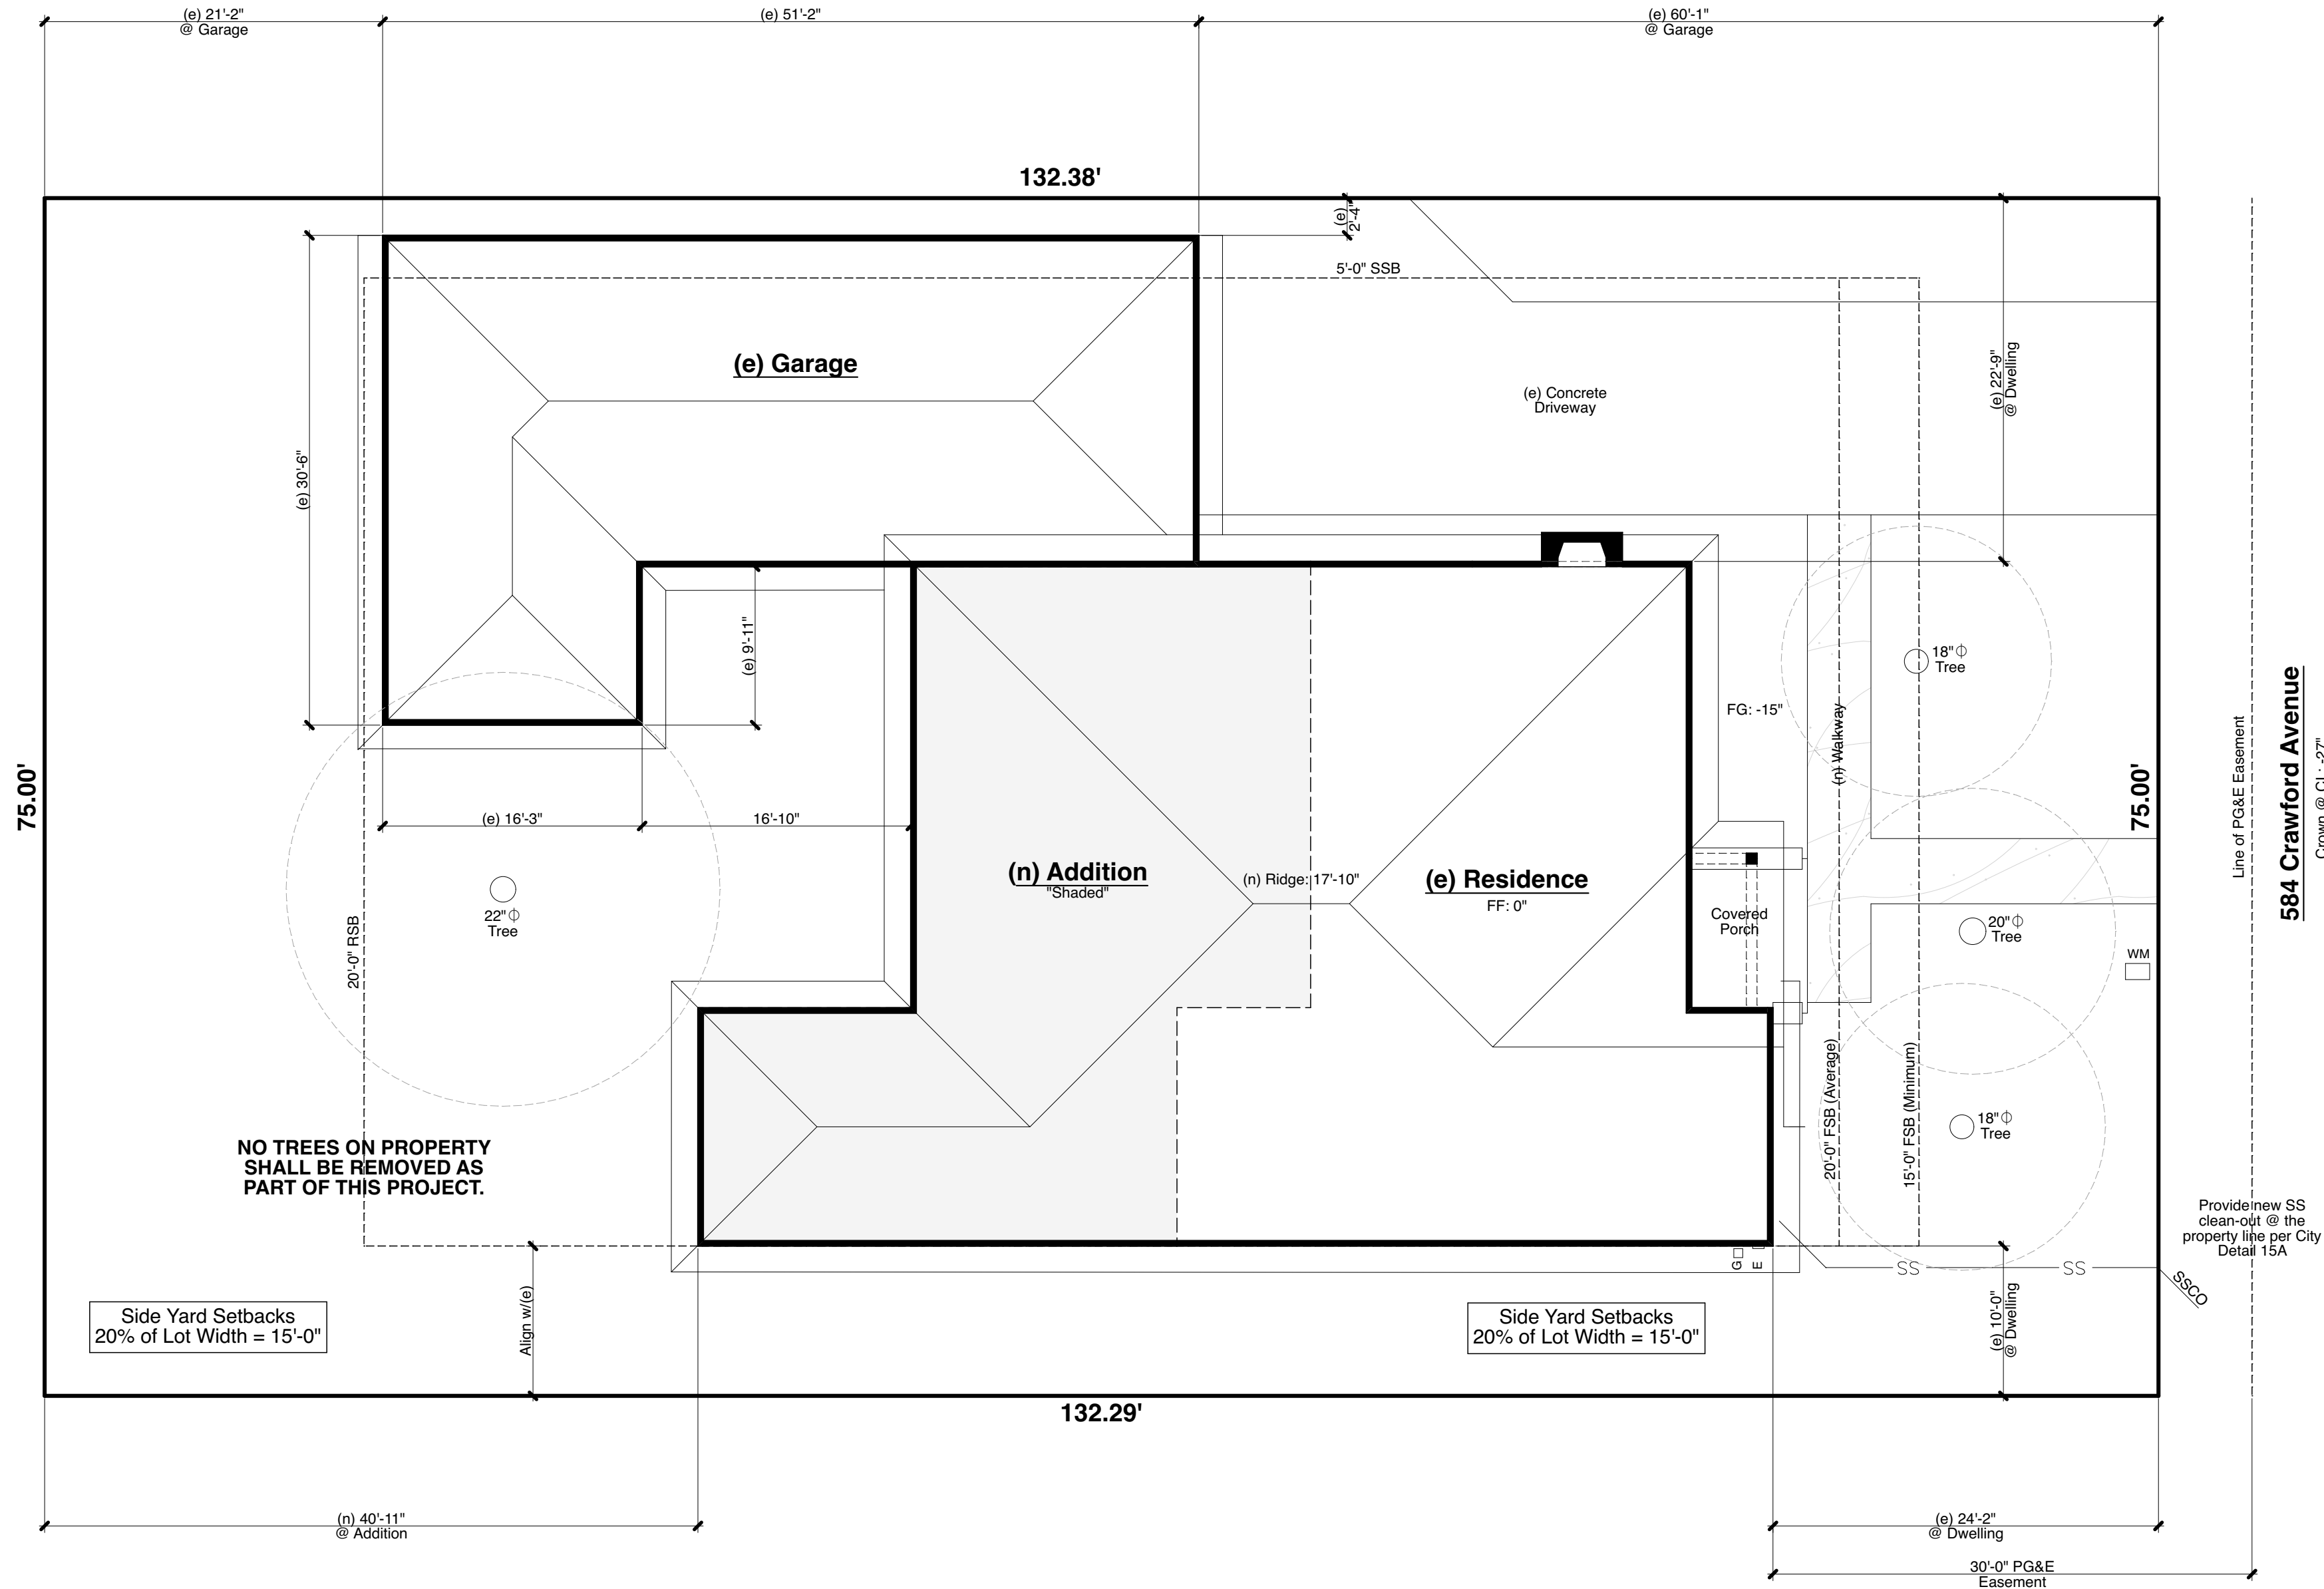 (e) 21'-2"
@ Garage
(e) 51'-2"
(e) 60'-1"
@ Garage
132.38'
(e)
2'-4"
5'-0" SSB
(e) Garage
(e) Concrete
Driveway
(e) 22'-9"
@ Dwelling
(e) 30'-6"
(e) 9'-11"
18"⌀
Tree
FG: -15"
(n) Walkway
Line of PG&E Easement
584 Crawford Avenue
Crown @ CL: -27"
75.00'
75.00'
(e) 16'-3"
16'-10"
(n) Addition
"Shaded"
(n) Ridge: 17'-10"
(e) Residence
FF: 0"
Covered
Porch
22"⌀
Tree
20'-0" RSB
20"⌀
Tree
WM
20'-0" FSB (Average)
15'-0" FSB (Minimum)
18"⌀
Tree
NO TREES ON PROPERTY
SHALL BE REMOVED AS
PART OF THIS PROJECT.
Provide new SS
clean-out @ the
property line per City
Detail 15A
G
E
SS
SS
SSCO
Side Yard Setbacks
20% of Lot Width = 15'-0"
Align w/(e)
Side Yard Setbacks
20% of Lot Width = 15'-0"
(e) 10'-0"
@ Dwelling
132.29'
(n) 40'-11"
@ Addition
(e) 24'-2"
@ Dwelling
30'-0" PG&E
Easement